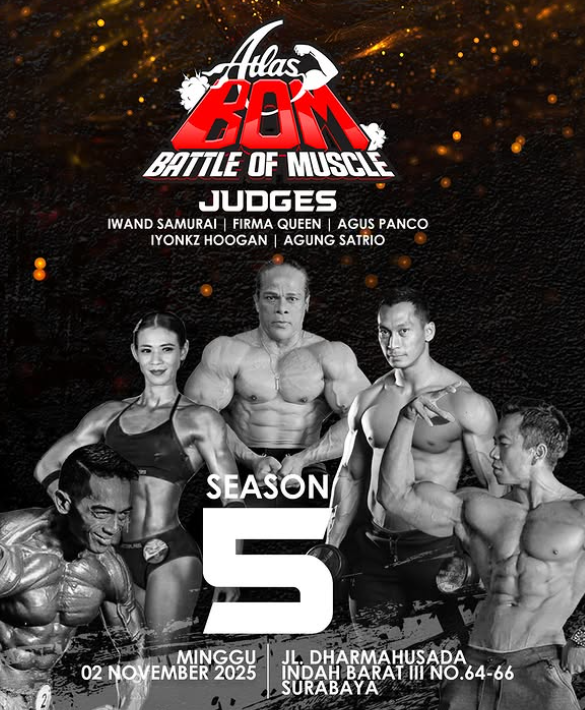 Atlas
BOM
BATTLE OF MUSCLE
JUDGES
IWAND SAMURAI | FIRMA QUEEN | AGUS PANCO
IYONKZ HOOGAN | AGUNG SATRIO
SEASON
5
MINGGU
02 NOVEMBER 2025
JL. DHARMAHUSADA
INDAH BARAT III NO.64-66
SURABAYA
2